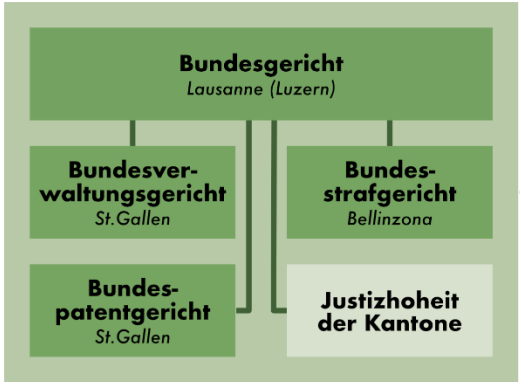 Bundesgericht
Lausanne (Luzern)
Bundesver-
waltungsgericht
St.Gallen
Bundes-
strafgericht
Bellinzona
Bundes-
patentgericht
St.Gallen
Justizhoheit
der Kantone